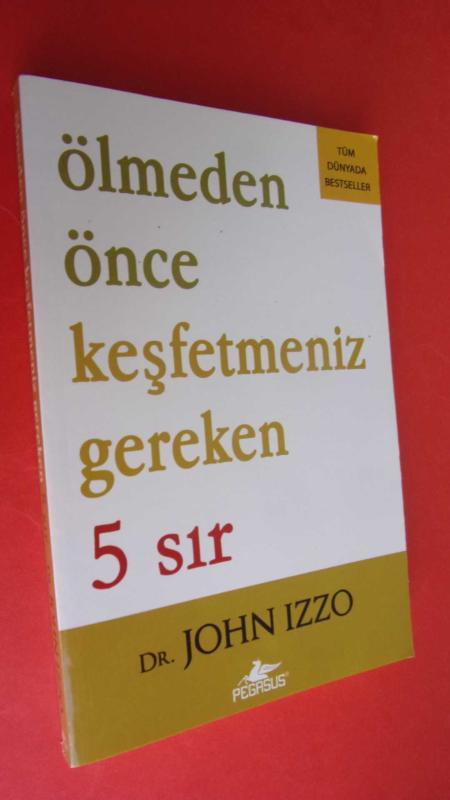 TÜM
DÜNYADA
BESTSELLER
ölmeden
önce
keşfetmeniz
gereken
5 sır
DR. JOHN IZZO
PEGASUS